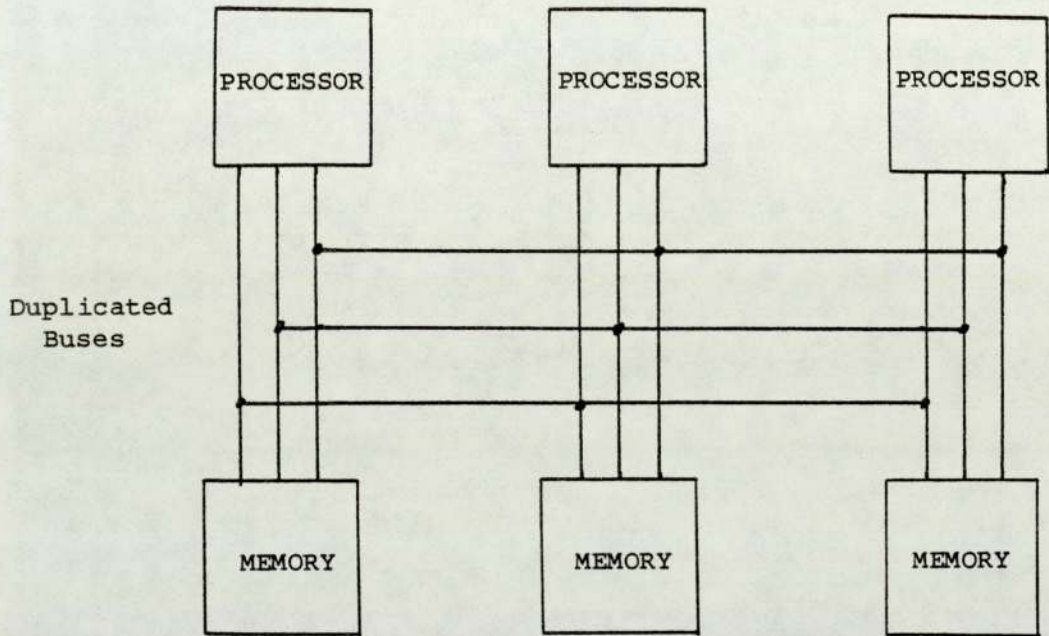 PROCESSOR
PROCESSOR
PROCESSOR
Duplicated
Buses
MEMORY
MEMORY
MEMORY